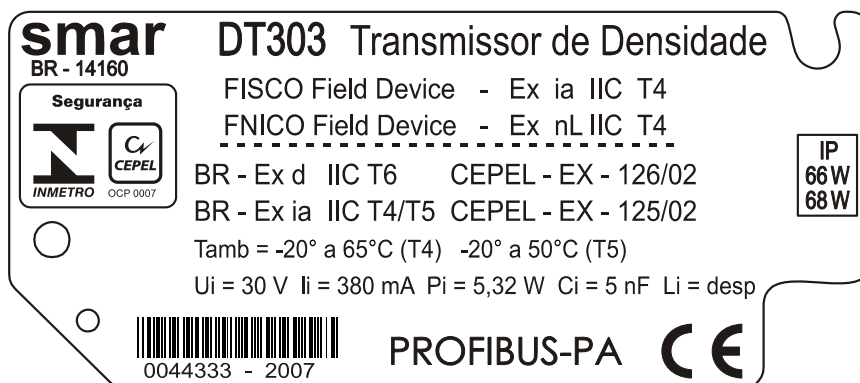 smar DT303 Transmissor de Densidade
BR - 14160
FISCO Field Device - Ex ia IIC T4
FNICO Field Device - Ex nL IIC T4
Segurança
INMETRO
CEPEL
OCP 0007
BR - Ex d IIC T6 CEPEL - EX - 126/02
BR - Ex ia IIC T4/T5 CEPEL - EX - 125/02
IP
66W
68W
Tamb = -20° a 65°C (T4) -20° a 50°C (T5)
Ui = 30 V Ii = 380 mA Pi = 5,32 W Ci = 5 nF Li = desp
0044333 - 2007
PROFIBUS-PA CE